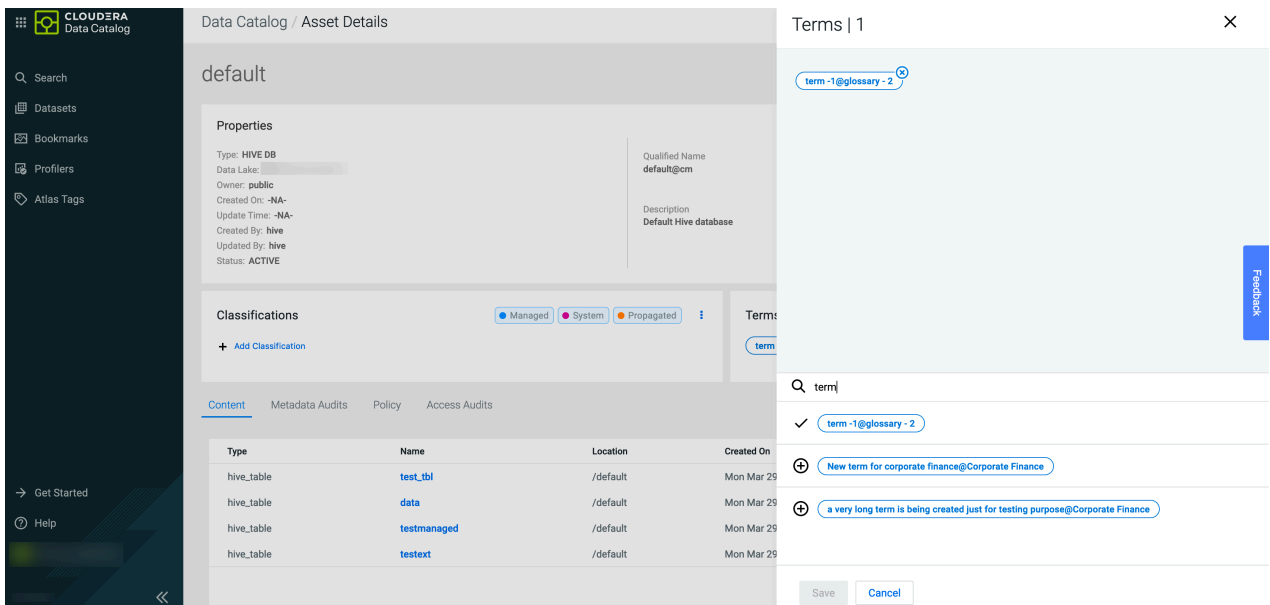 CLOUDERA
Data Catalog
Search
Datasets
Bookmarks
Profilers
Atlas Tags
Get Started
Help
Data Catalog / Asset Details
default
Properties
Type: HIVE DB
Data Lake:
Owner: public
Created On: -NA-
Update Time: -NA-
Created By: hive
Updated By: hive
Status: ACTIVE
Qualified Name
default@cm
Description
Default Hive database
Classifications
Managed System Propagated
Add Classification
Terms
term
Content Metadata Audits Policy Access Audits
Type Name Location Created On
hive_table test_tbl /default Mon Mar 29
hive_table data /default Mon Mar 29
hive_table testmanaged /default Mon Mar 29
hive_table testext /default Mon Mar 29
Terms | 1
term -1@glossary - 2
term
term -1@glossary - 2
New term for corporate finance@Corporate Finance
a very long term is being created just for testing purpose@Corporate Finance
Save Cancel
Feedback